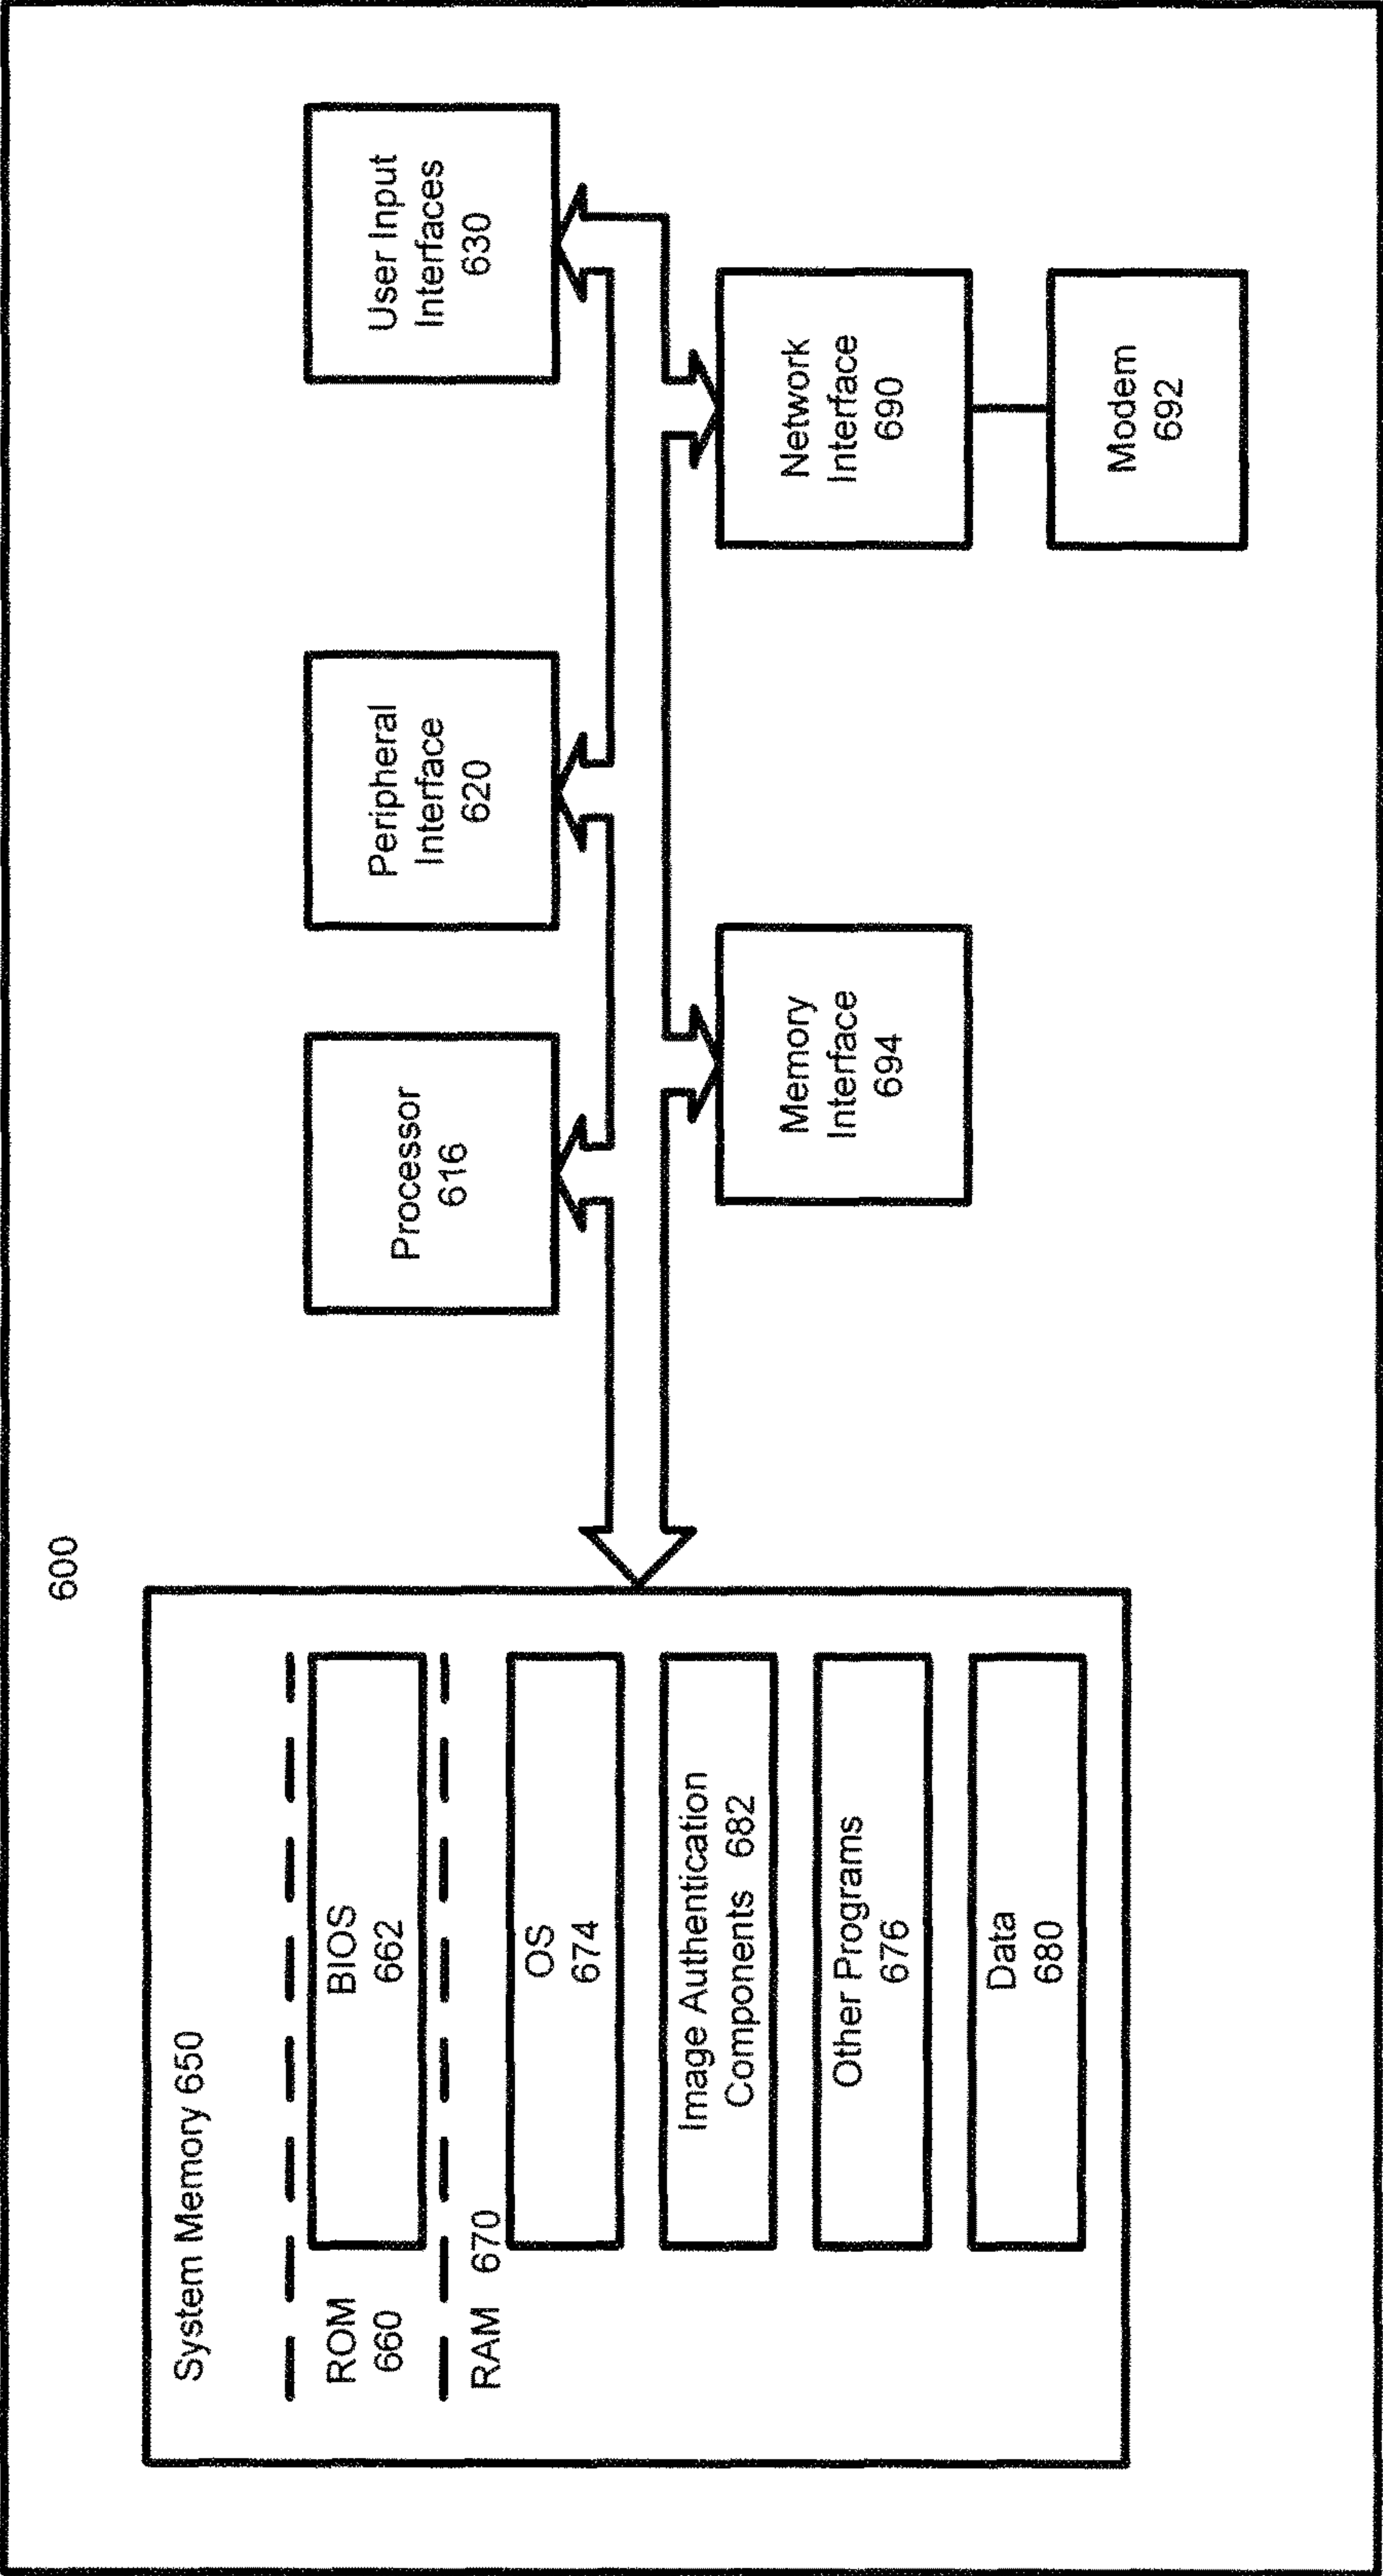 600
System Memory 650
ROM
660
BIOS
662
RAM 670
OS
674
Image Authentication
Components 682
Other Programs
676
Data
680
Processor
616
Peripheral
Interface
620
User Input
Interfaces
630
Memory
Interface
694
Network
Interface
690
Modem
692